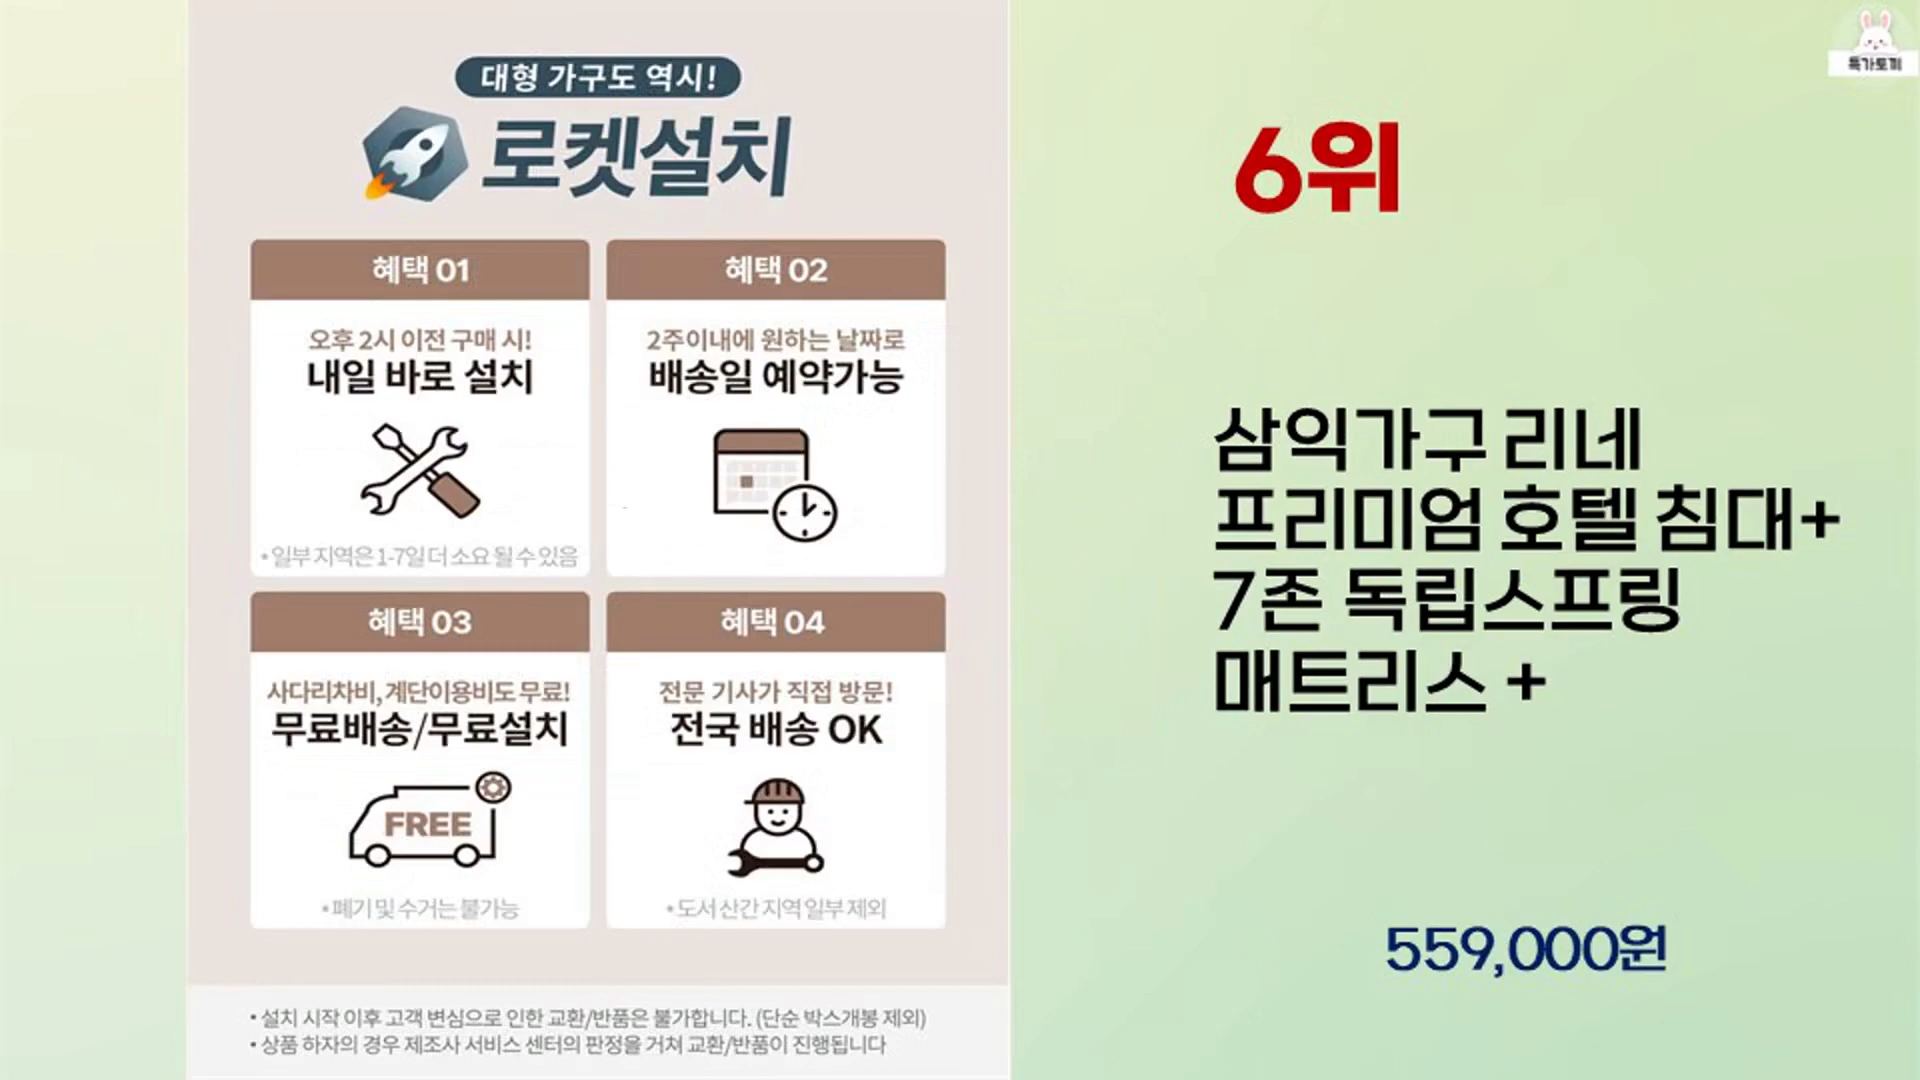 대형 가구도 역시!
로켓설치
혜택 01
오후 2시 이전 구매 시!
내일 바로 설치
• 일부 지역은 1-7일 더 소요 될 수 있음
혜택 02
2주이내에 원하는 날짜로
배송일 예약가능
혜택 03
사다리차비, 계단이용비도 무료!
무료배송/무료설치
FREE
• 폐기 및 수거는 불가능
혜택 04
전문 기사가 직접 방문!
전국 배송 OK
• 도서 산간 지역 일부 제외
• 설치 시작 이후 고객 변심으로 인한 교환/반품은 불가합니다. (단순 박스개봉 제외)
• 상품 하자의 경우 제조사 서비스 센터의 판정을 거쳐 교환/반품이 진행됩니다
특가토끼
6위
삼익가구 리네
프리미엄 호텔 침대+
7존 독립스프링
매트리스 +
559,000원